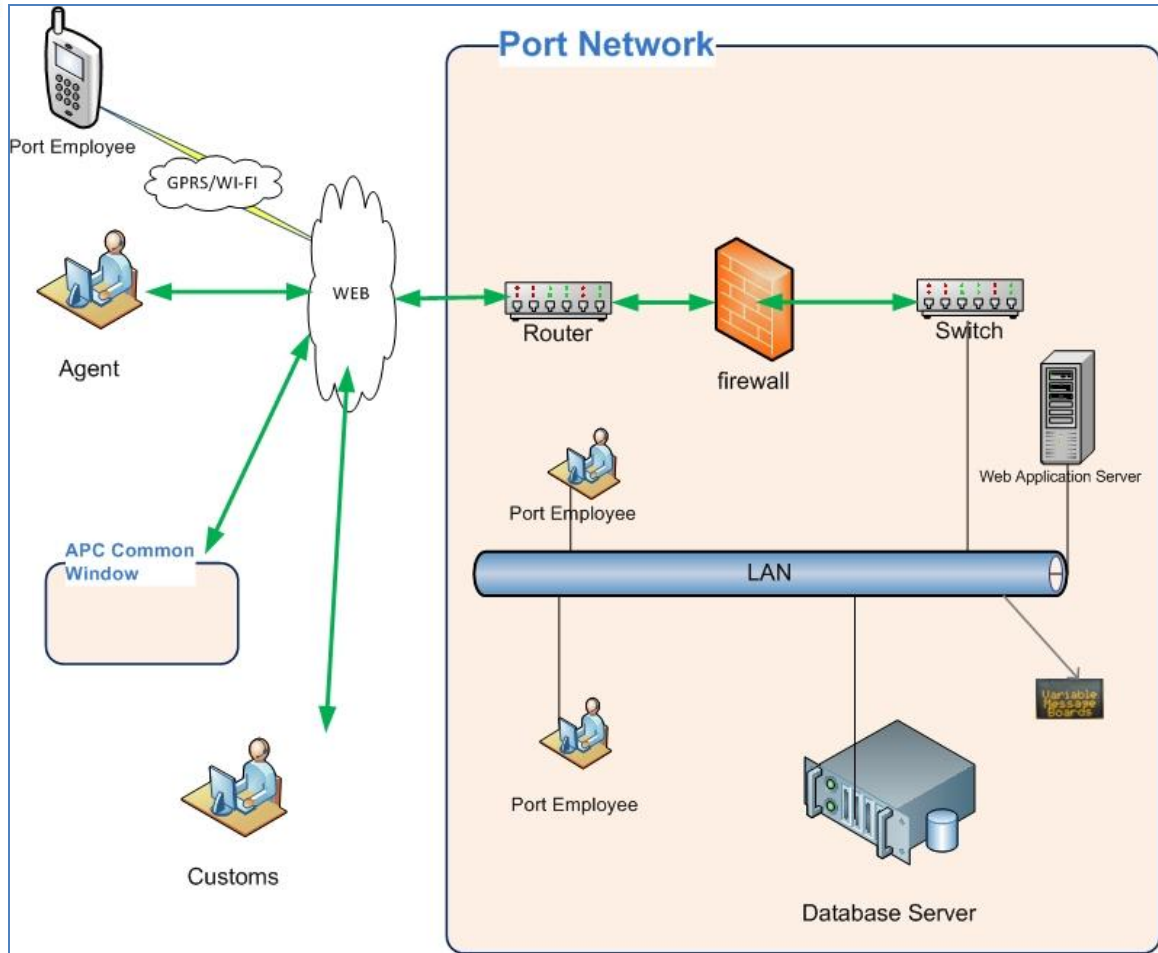 Port Network
Port Employee
GPRS/WI-FI
WEB
Agent
Router
firewall
Switch
Web Application Server
Port Employee
LAN
APC Common
Window
Variable
Message
Boards
Port Employee
Customs
Database Server